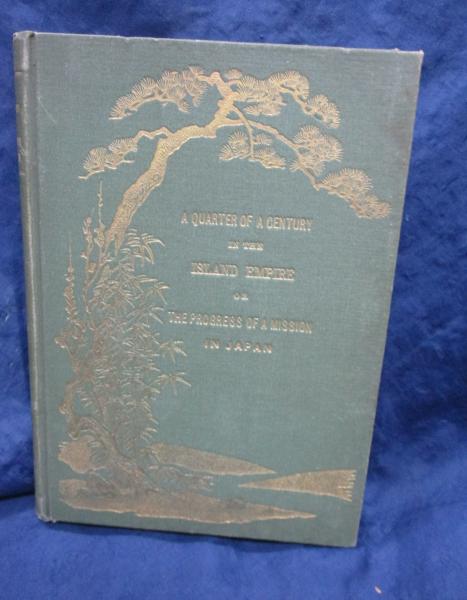 A QUARTER OF A CENTURY
IN THE
ISLAND EMPIRE
OR
THE PROGRESS OF A MISSION
IN JAPAN